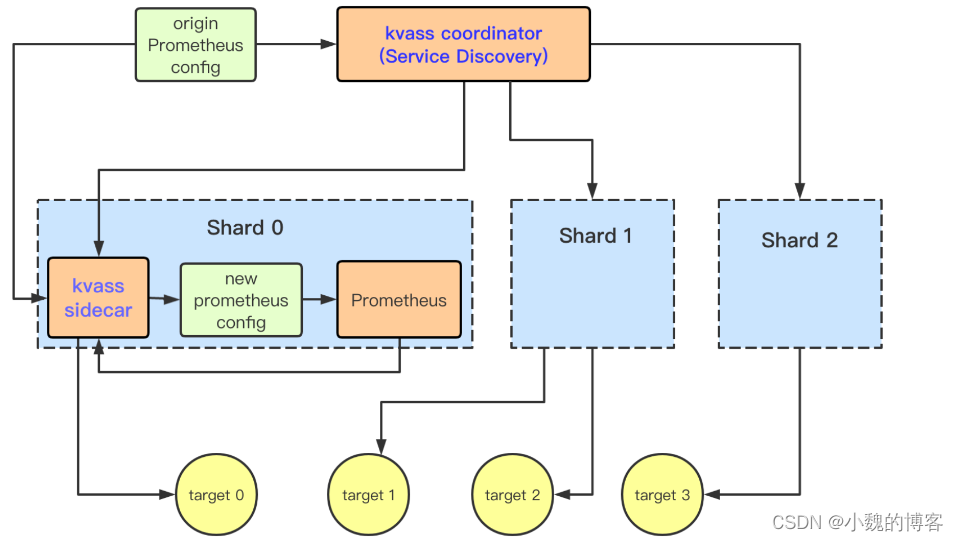 origin
Prometheus
config
kvass coordinator
(Service Discovery)
Shard 0
Shard 1
Shard 2
kvass
sidecar
new
prometheus
config
Prometheus
target 0
target 1
target 2
target 3
CSDN @小魏的博客